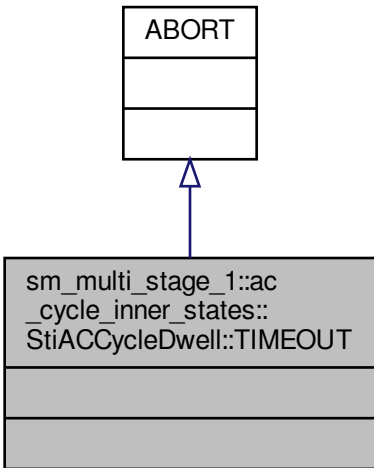 ABORT
sm_multi_stage_1::ac
_cycle_inner_states::
StiACCycleDwell::TIMEOUT